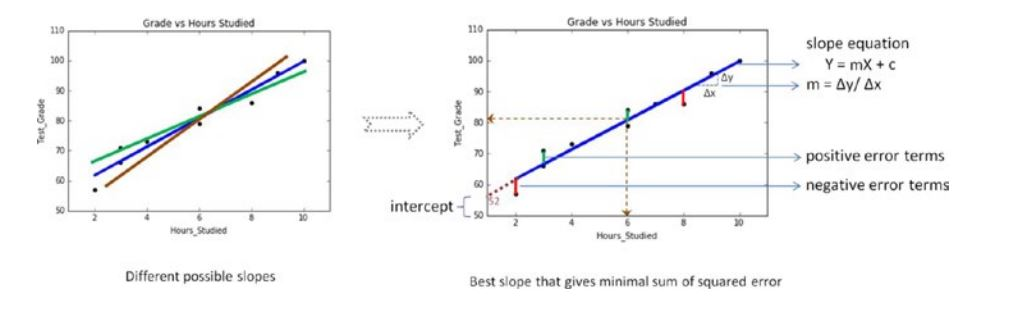 Grade vs Hours Studied
110
100
90
80
70
60
50
Test_Grade
2 4 6 8 10
Hours_Studied
Different possible slopes
Grade vs Hours Studied
110
100
90
80
70
60
50
Test_Grade
52
intercept
2 4 6 8 10
Hours_Studied
Δy
Δx
slope equation
Y = mX + c
m = Δy/ Δx
positive error terms
negative error terms
Best slope that gives minimal sum of squared error